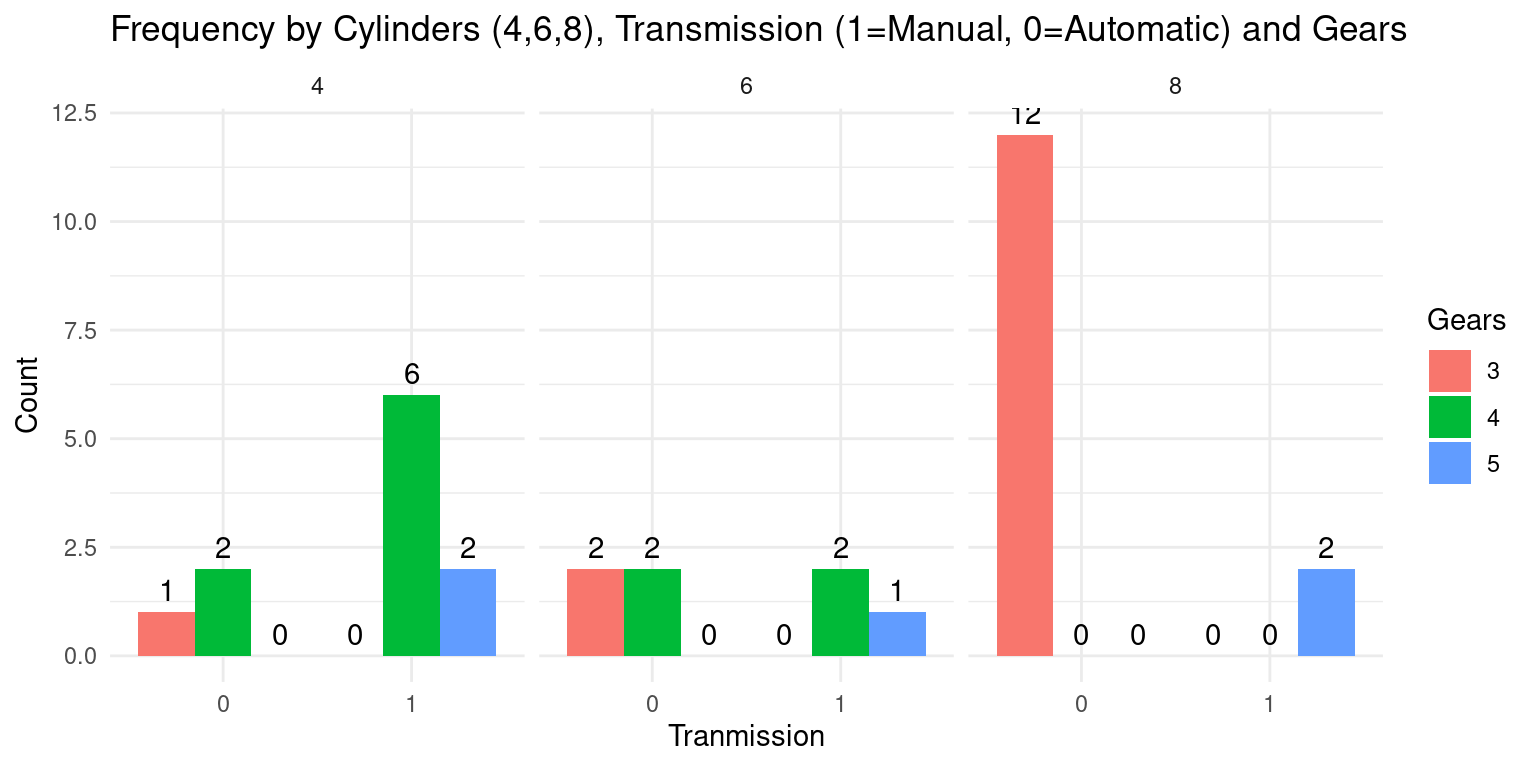 Frequency by Cylinders (4,6,8), Transmission (1=Manual, 0=Automatic) and Gears
4 6 8
12.5
10.0
7.5
5.0
2.5
0.0
Count
1 2 0 0 6 2
2 2 0 0 2 1
12 0 0 0 0 2
0 1 0 1 0 1
Tranmission
Gears
3
4
5